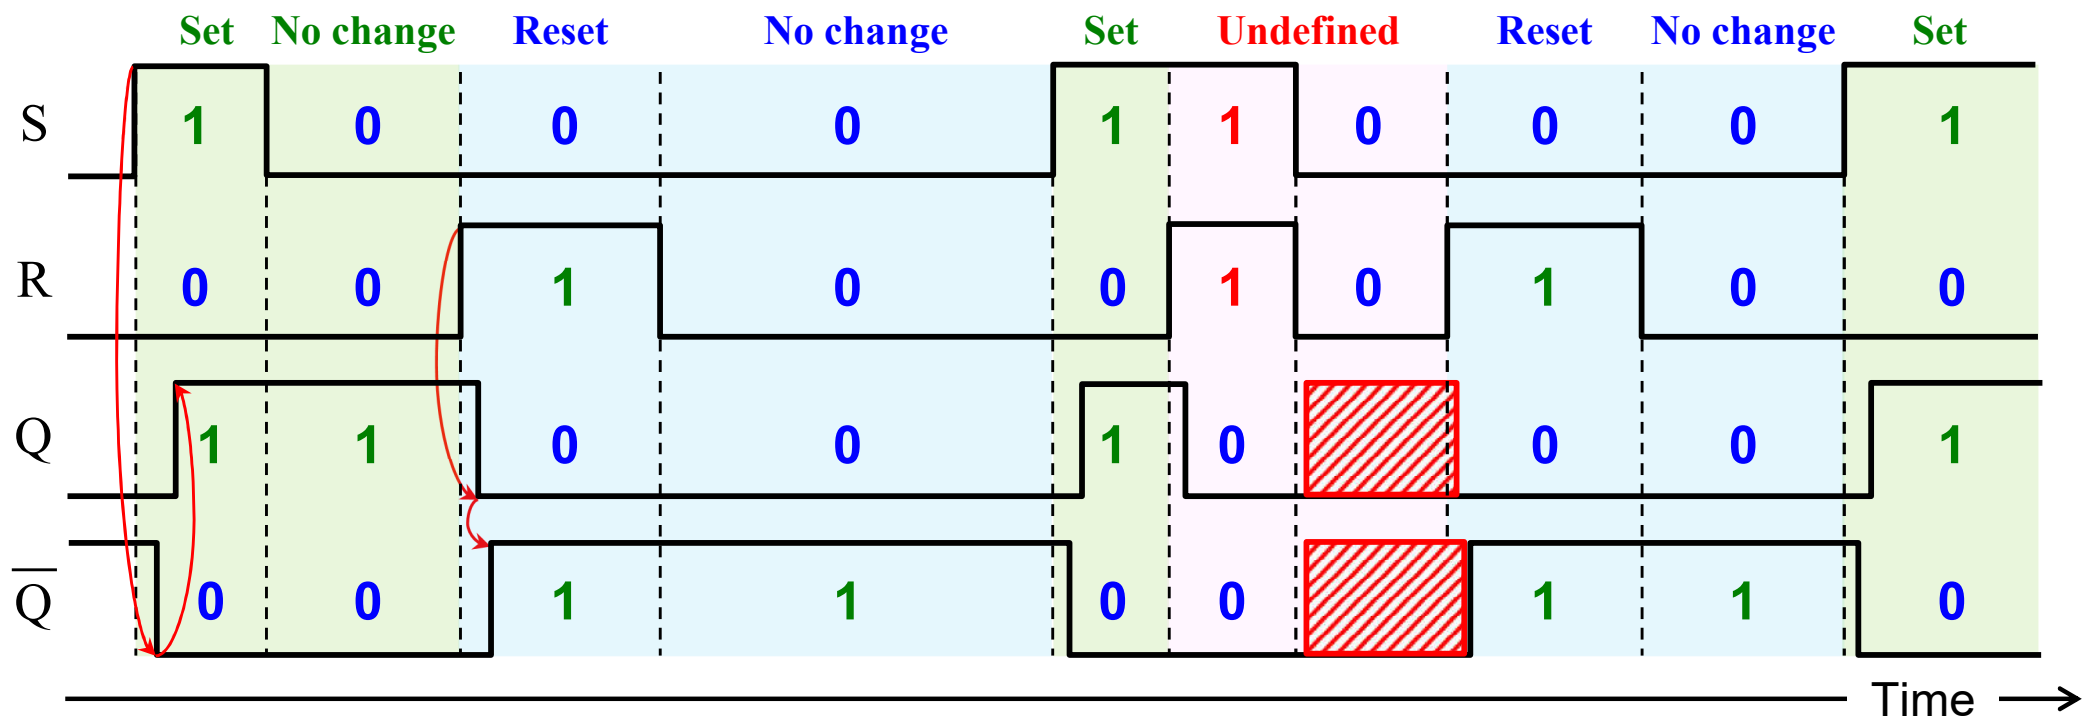 Set No change Reset No change Set Undefined Reset No change Set
S 1 0 0 0 1 1 0 0 0 1
R 0 0 1 0 0 1 0 1 0 0
Q 1 1 0 0 1 0 0 0 1
Q̅ 0 0 1 1 0 0 1 1 0
Time